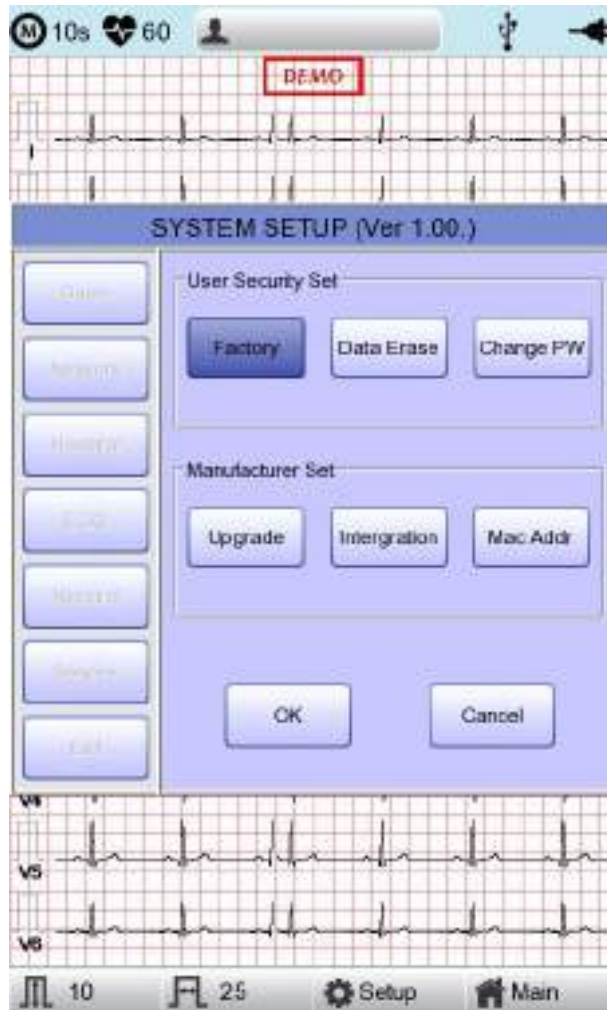 M 10s 60
DEMO
I
SYSTEM SETUP (Ver 1.00.)
User Security Set
Factory Data Erase Change PW
Manufacturer Set
Upgrade Intergration Mac Addr
OK Cancel
V4
V5
V6
10 25 Setup Main